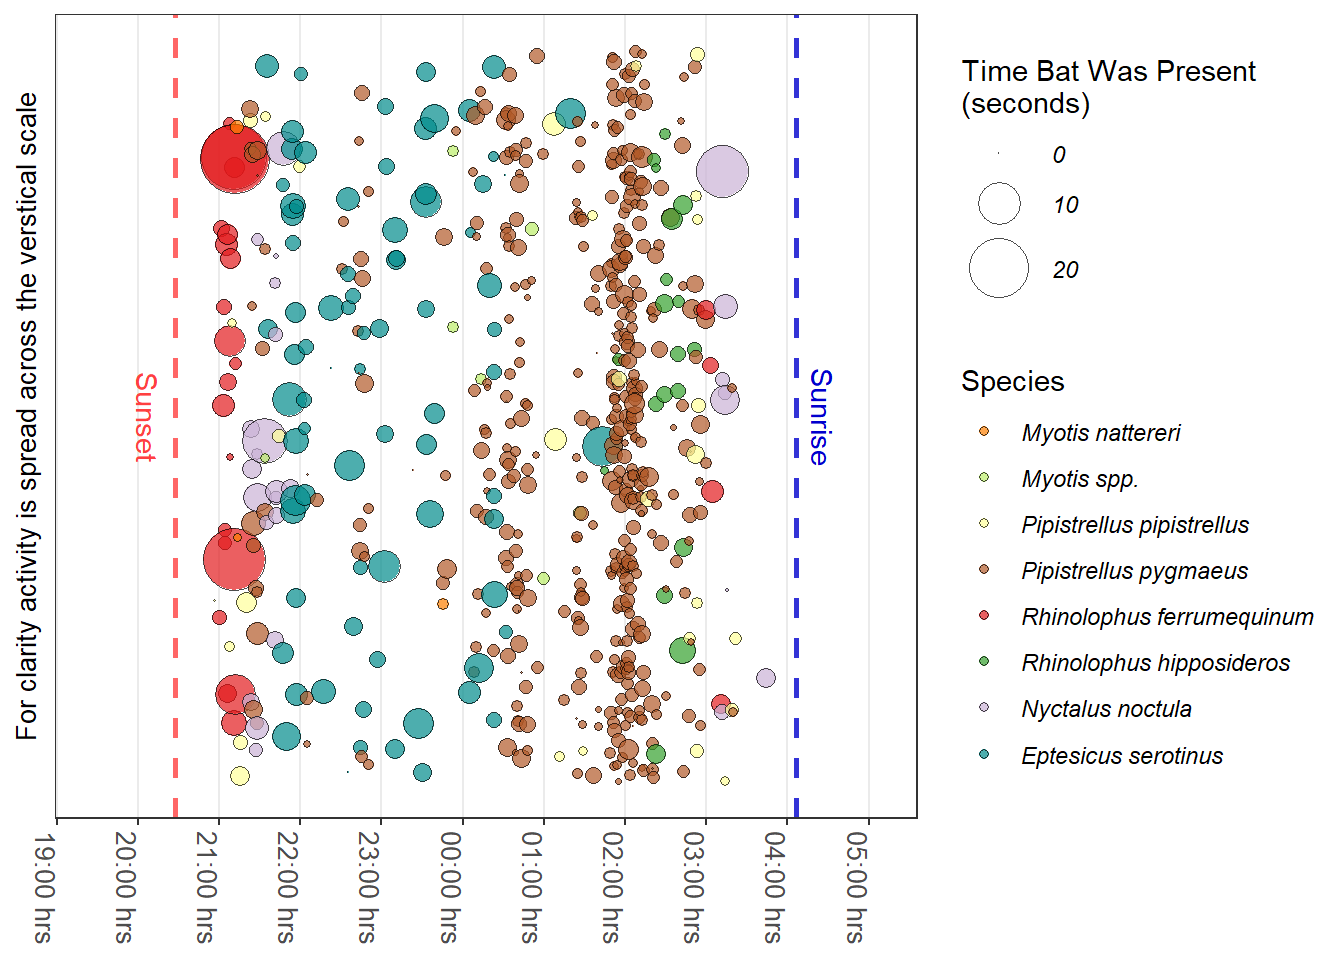 For clarity activity is spread across the verstical scale
Sunset
Sunrise
19:00 hrs
20:00 hrs
21:00 hrs
22:00 hrs
23:00 hrs
00:00 hrs
01:00 hrs
02:00 hrs
03:00 hrs
04:00 hrs
05:00 hrs
Time Bat Was Present
(seconds)
0
10
20
Species
Myotis nattereri
Myotis spp.
Pipistrellus pipistrellus
Pipistrellus pygmaeus
Rhinolophus ferrumequinum
Rhinolophus hipposideros
Nyctalus noctula
Eptesicus serotinus